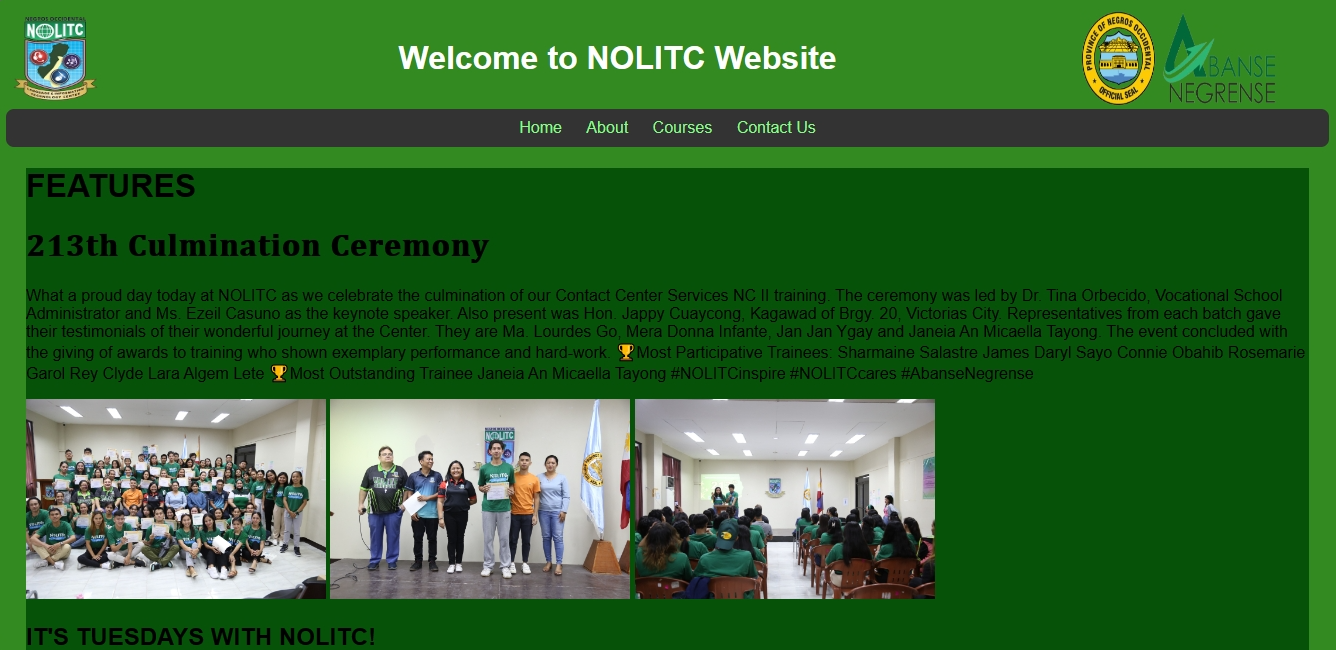 NEGROS OCCIDENTAL
NOLITC
LANGUAGE & INFORMATION
TECHNOLOGY CENTER
Welcome to NOLITC Website
PROVINCE OF NEGROS OCCIDENTAL
OFFICIAL SEAL
ABANSE
NEGRENSE
Home About Courses Contact Us
FEATURES
213th Culmination Ceremony
What a proud day today at NOLITC as we celebrate the culmination of our Contact Center Services NC II training. The ceremony was led by Dr. Tina Orbecido, Vocational School
Administrator and Ms. Ezeil Casuno as the keynote speaker. Also present was Hon. Jappy Cuaycong, Kagawad of Brgy. 20, Victorias City. Representatives from each batch gave
their testimonials of their wonderful journey at the Center. They are Ma. Lourdes Go, Mera Donna Infante, Jan Jan Ygay and Janeia An Micaella Tayong. The event concluded with
the giving of awards to training who shown exemplary performance and hard-work. 🏆Most Participative Trainees: Sharmaine Salastre James Daryl Sayo Connie Obahib Rosemarie
Garol Rey Clyde Lara Algem Lete 🏆Most Outstanding Trainee Janeia An Micaella Tayong #NOLITCinspire #NOLITCcares #AbanseNegrense
NOLITC
IT'S TUESDAYS WITH NOLITC!